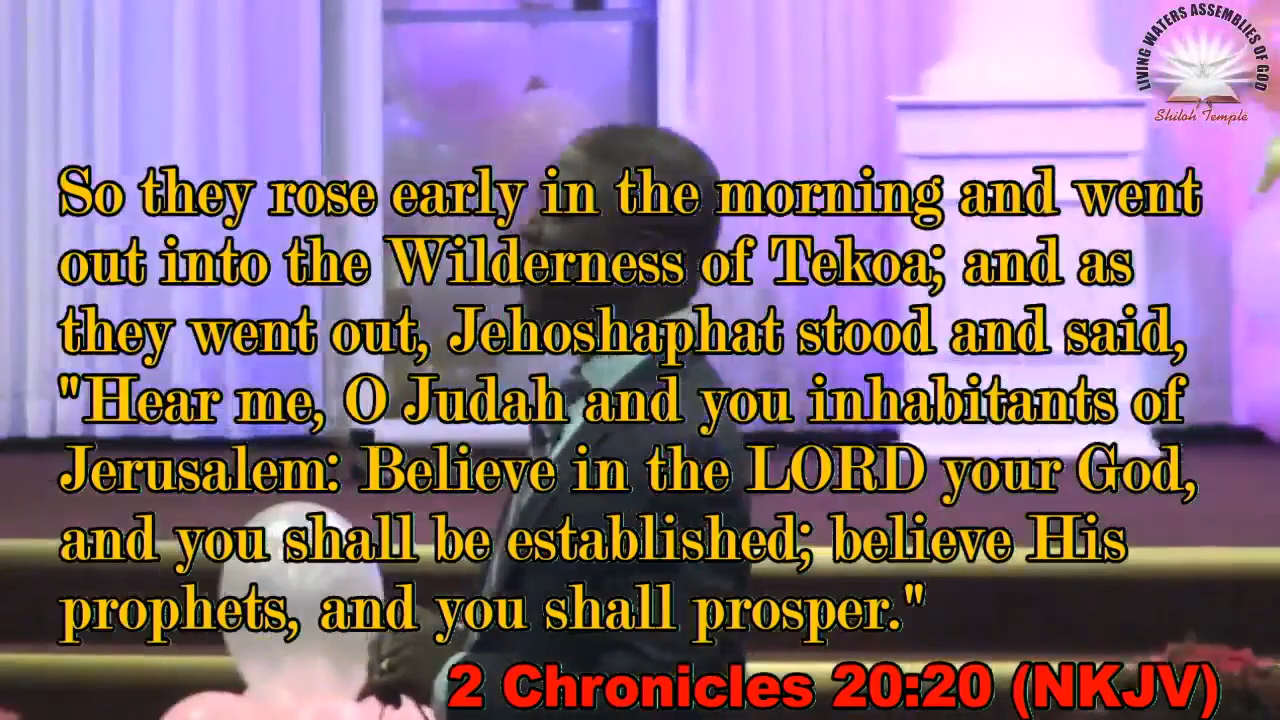 LIVING WATERS ASSEMBLIES OF GOD
Shiloh Temple
So they rose early in the morning and went
out into the Wilderness of Tekoa; and as
they went out, Jehoshaphat stood and said,
"Hear me, O Judah and you inhabitants of
Jerusalem: Believe in the LORD your God,
and you shall be established; believe His
prophets, and you shall prosper."
2 Chronicles 20:20 (NKJV)